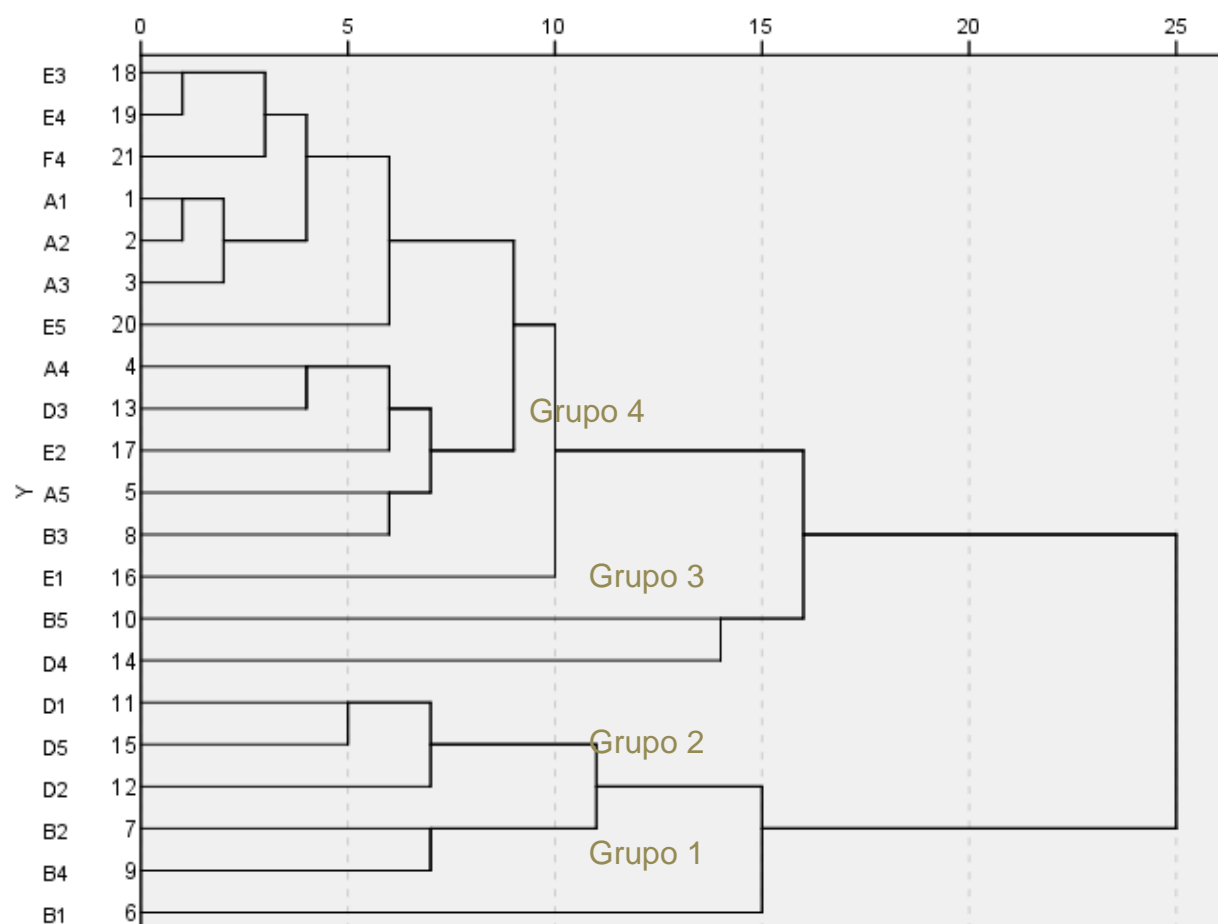 0 5 10 15 20 25
E3 18
E4 19
F4 21
A1 1
A2 2
A3 3
E5 20
A4 4
D3 13
Grupo 4
E2 17
Y
A5 5
B3 8
E1 16
Grupo 3
B5 10
D4 14
D1 11
D5 15
Grupo 2
D2 12
B2 7
Grupo 1
B4 9
B1 6